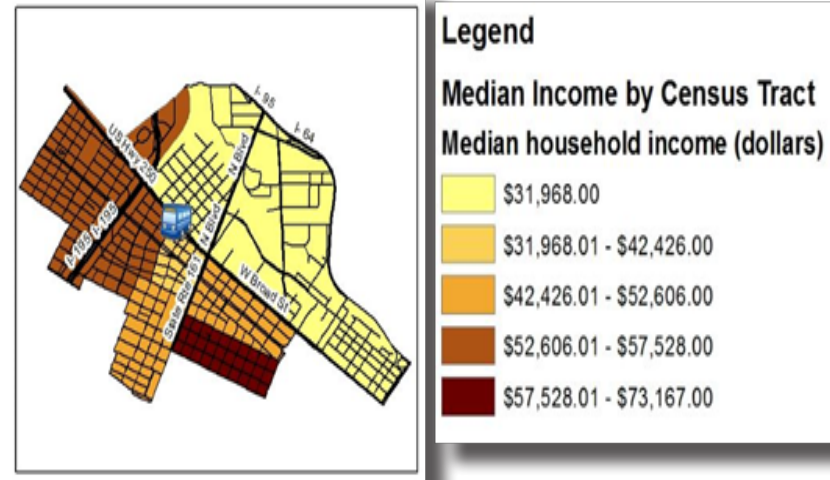 I- 95
I- 64
US Hwy 250
N Blvd
N Blvd
I-195 I-195
State Rte 161
W Broad St
Legend
Median Income by Census Tract
Median household income (dollars)
$31,968.00
$31,968.01 - $42,426.00
$42,426.01 - $52,606.00
$52,606.01 - $57,528.00
$57,528.01 - $73,167.00